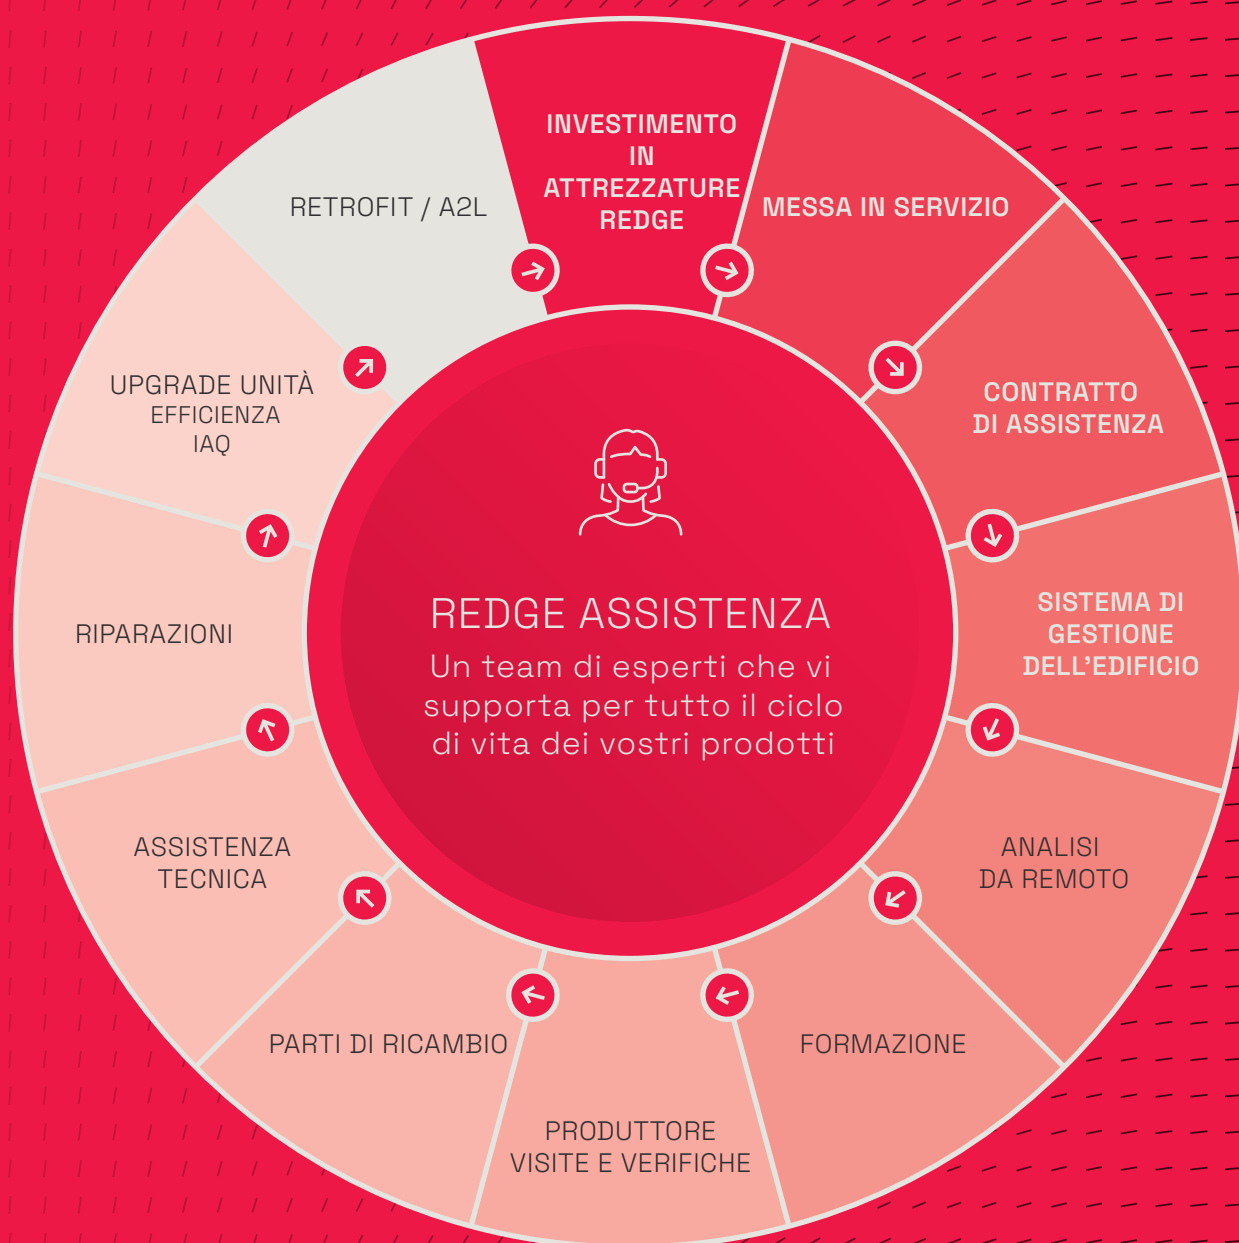 INVESTIMENTO
IN
ATTREZZATURE
REDGE
MESSA IN SERVIZIO
CONTRATTO
DI ASSISTENZA
SISTEMA DI
GESTIONE
DELL'EDIFICIO
ANALISI
DA REMOTO
FORMAZIONE
PRODUTTORE
VISITE E VERIFICHE
PARTI DI RICAMBIO
ASSISTENZA
TECNICA
RIPARAZIONI
UPGRADE UNITÀ
EFFICIENZA
IAQ
RETROFIT / A2L
REDGE ASSISTENZA
Un team di esperti che vi
supporta per tutto il ciclo
di vita dei vostri prodotti